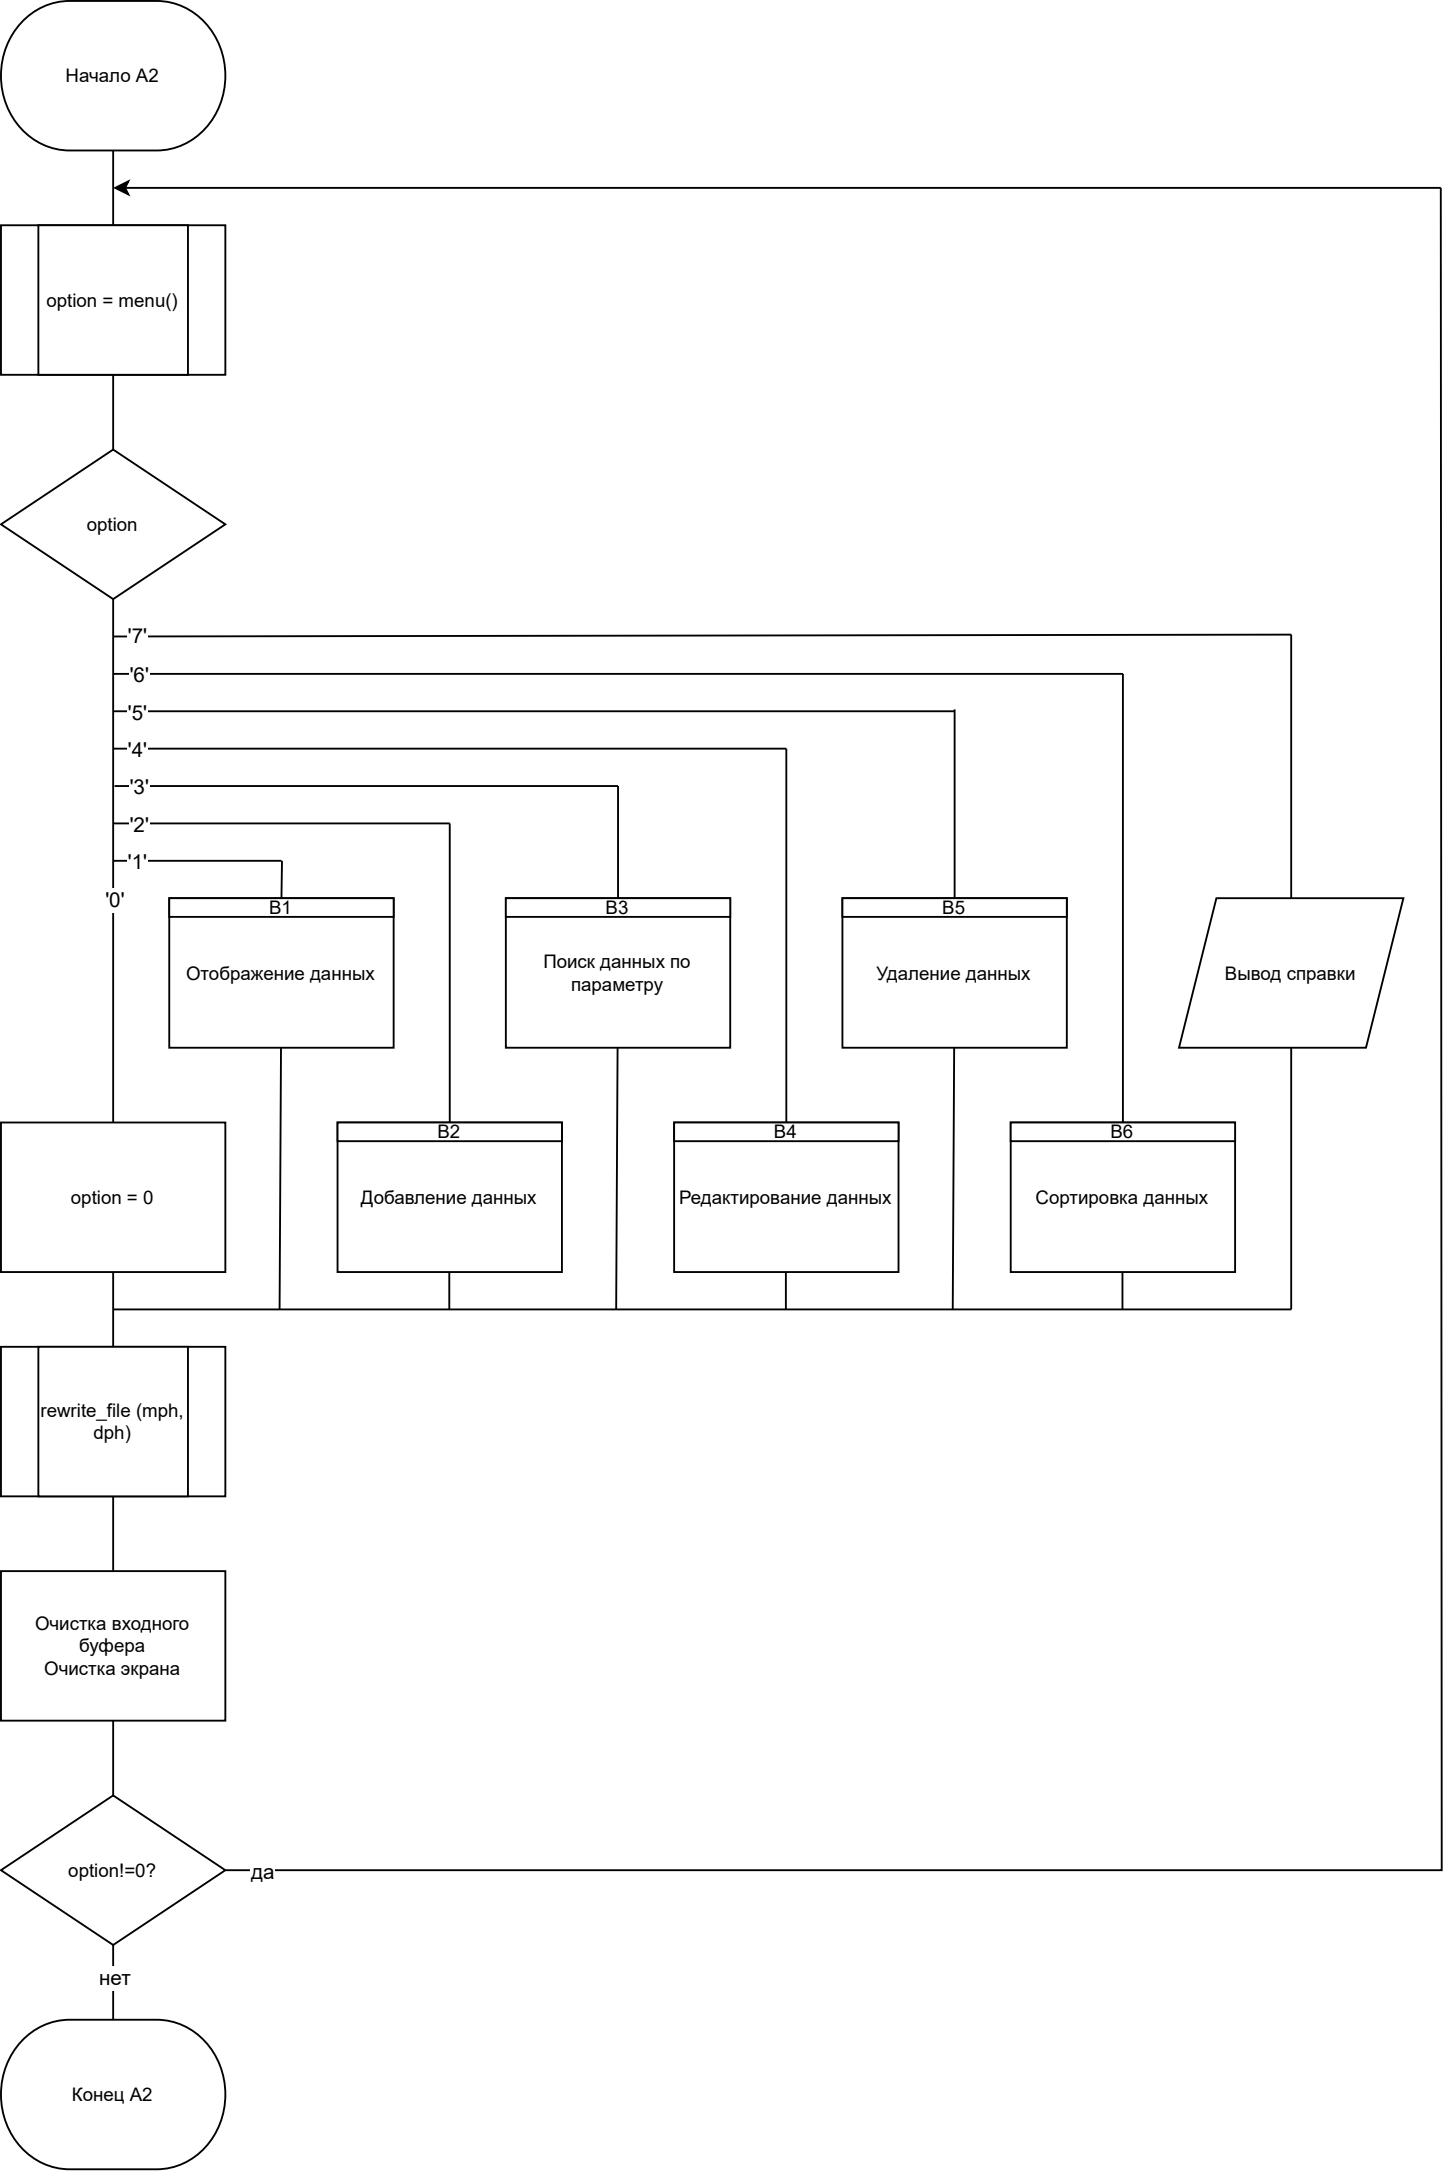 Начало А2
option = menu()
option
'7'
'6'
'5'
'4'
'3'
'2'
'1'
'0'
B1
Отображение данных
B3
Поиск данных по
параметру
B5
Удаление данных
Вывод справки
option = 0
B2
Добавление данных
B4
Редактирование данных
B6
Сортировка данных
rewrite_file (mph,
dph)
Очистка входного
буфера
Очистка экрана
option!=0?
да
нет
Конец А2